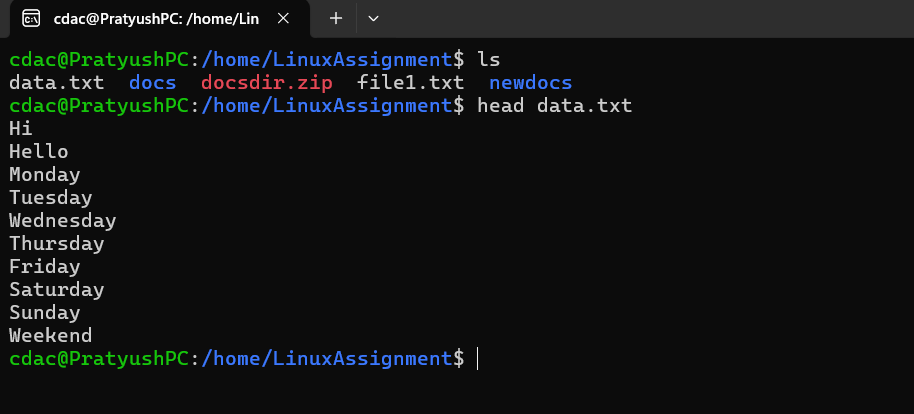 cdac@PratyushPC: /home/Lin
cdac@PratyushPC:/home/LinuxAssignment$ ls
data.txt  docs  docsdir.zip  file1.txt  newdocs
cdac@PratyushPC:/home/LinuxAssignment$ head data.txt
Hi
Hello
Monday
Tuesday
Wednesday
Thursday
Friday
Saturday
Sunday
Weekend
cdac@PratyushPC:/home/LinuxAssignment$